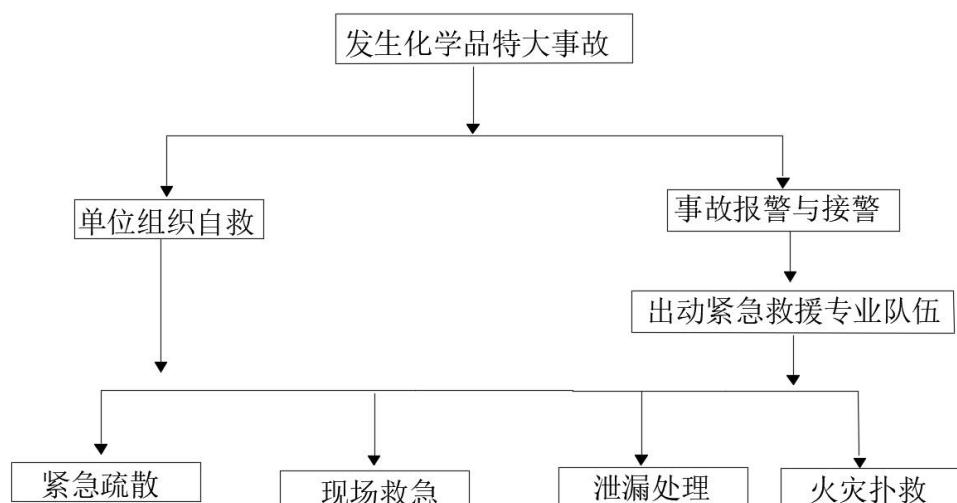 发生化学品特大事故
单位组织自救
事故报警与接警
出动紧急救援专业队伍
紧急疏散
现场救急
泄漏处理
火灾扑救